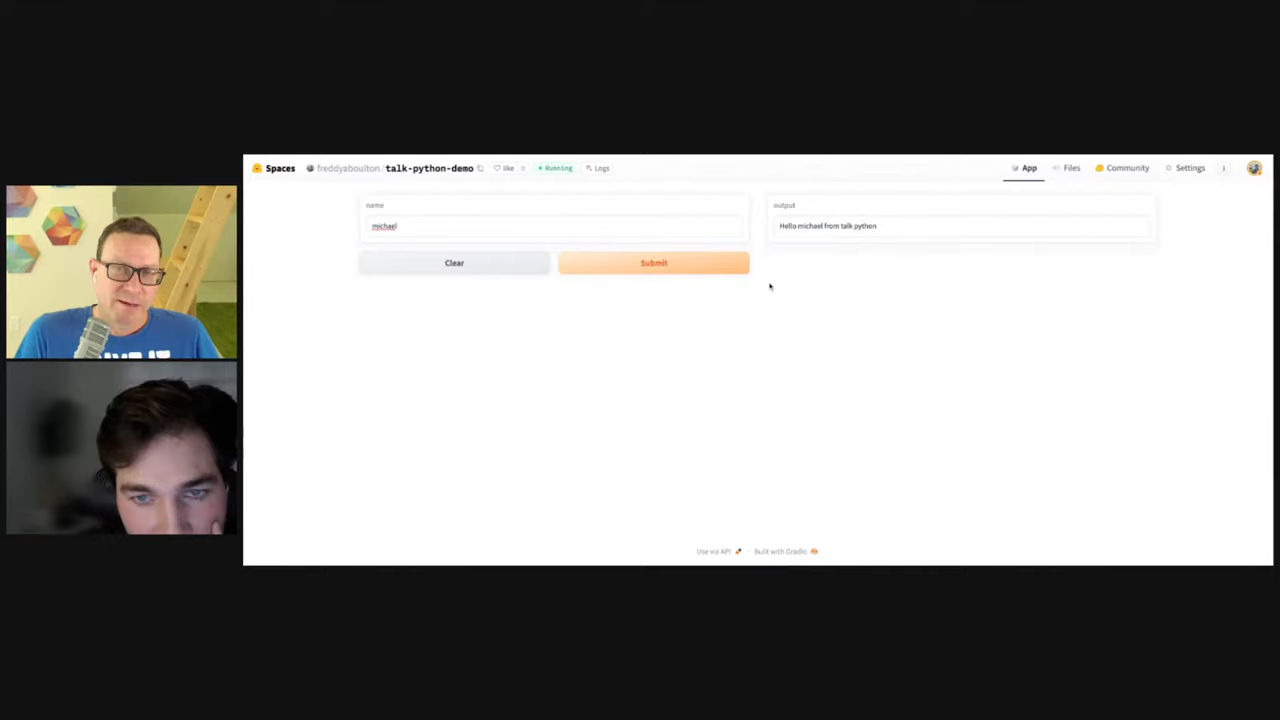 Spaces freddyaboulton/talk-python-demo like 0 Running Logs App Files Community Settings
name
michael
output
Hello michael from talk python
Clear Submit
Use via API · Built with Gradio